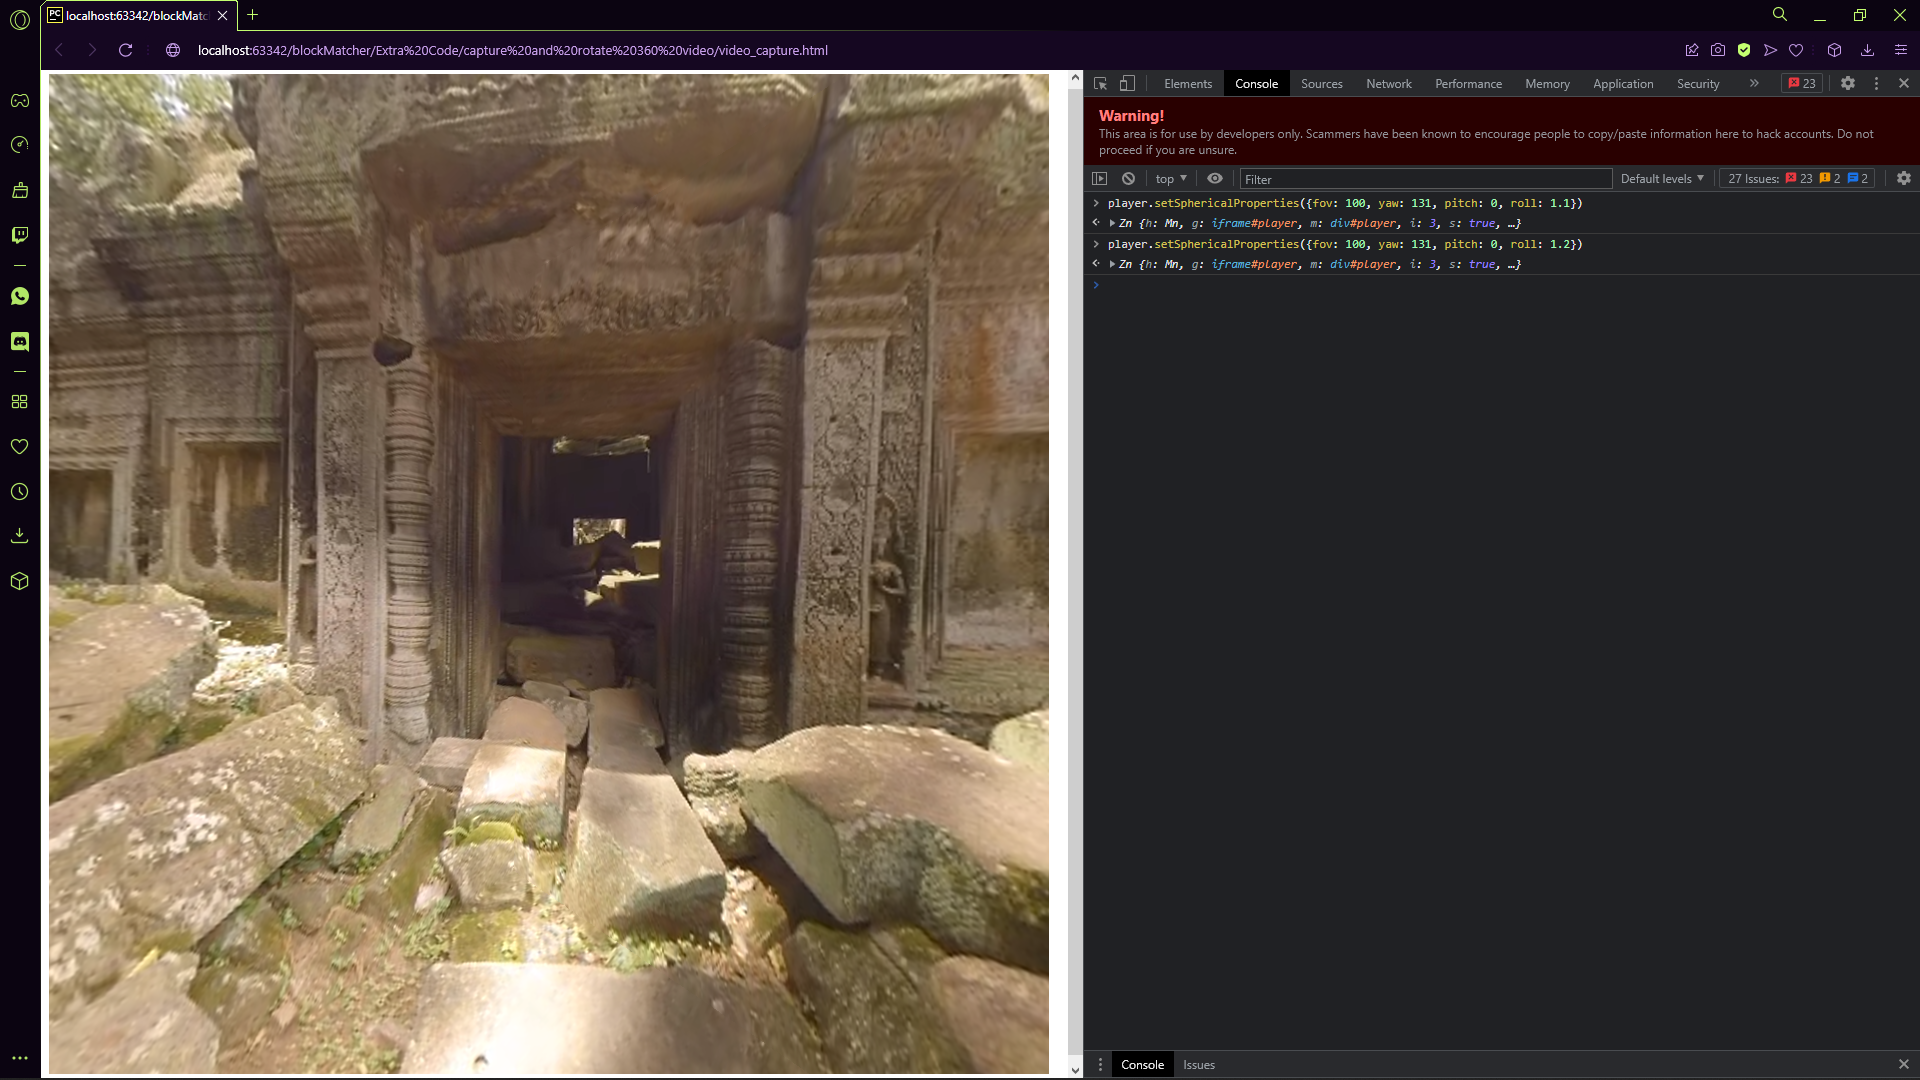 localhost:63342/blockMatc
localhost:63342/blockMatcher/Extra%20Code/capture%20and%20rotate%20360%20video/video_capture.html
Elements Console Sources Network Performance Memory Application Security » 23
Warning!
This area is for use by developers only. Scammers have been known to encourage people to copy/paste information here to hack accounts. Do not
proceed if you are unsure.
top Filter Default levels 27 Issues: 23 2 2
player.setSphericalProperties({fov: 100, yaw: 131, pitch: 0, roll: 1.1})
Zn {h: Mn, g: iframe#player, m: div#player, i: 3, s: true, …}
player.setSphericalProperties({fov: 100, yaw: 131, pitch: 0, roll: 1.2})
Zn {h: Mn, g: iframe#player, m: div#player, i: 3, s: true, …}
Console Issues